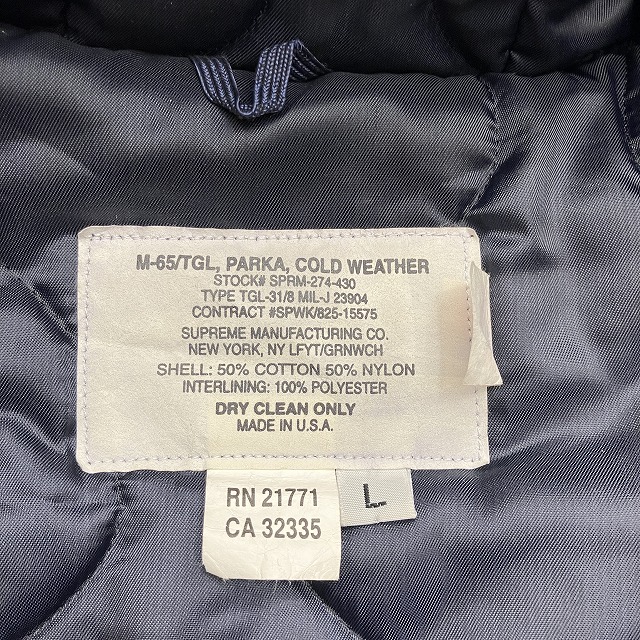 M-65/TGL, PARKA, COLD WEATHER
STOCK# SPRM-274-430
TYPE TGL-31/8 MIL-J 23904
CONTRACT #SPWK/825-15575
SUPREME MANUFACTURING CO.
NEW YORK, NY LFYT/GRNWCH
SHELL: 50% COTTON 50% NYLON
INTERLINING: 100% POLYESTER
DRY CLEAN ONLY
MADE IN U.S.A.
RN 21771
CA 32335
L